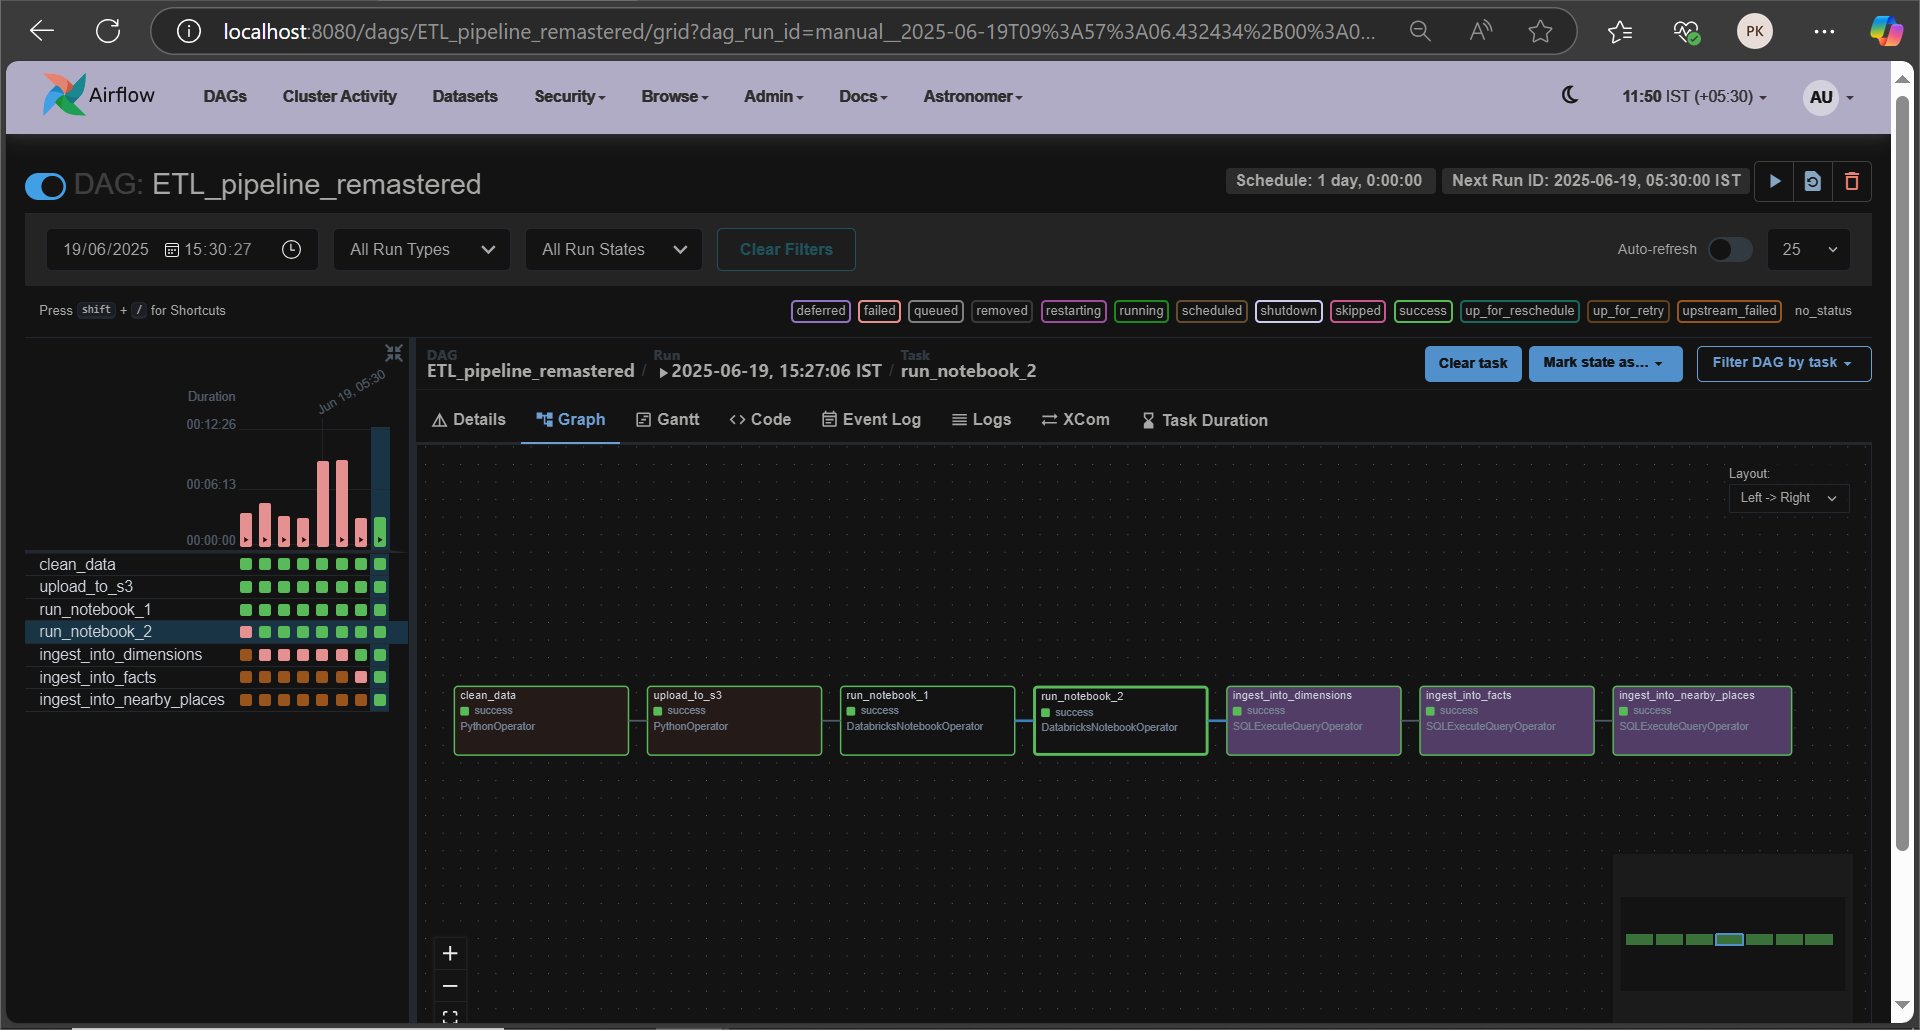 localhost:8080/dags/ETL_pipeline_remastered/grid?dag_run_id=manual__2025-06-19T09%3A57%3A06.432434%2B00%3A0...
PK
Airflow DAGs Cluster Activity Datasets Security Browse Admin Docs Astronomer 11:50 IST (+05:30) AU
DAG: ETL_pipeline_remastered Schedule: 1 day, 0:00:00 Next Run ID: 2025-06-19, 05:30:00 IST
19/06/2025 15:30:27 All Run Types All Run States Clear Filters Auto-refresh 25
Press shift + / for Shortcuts deferred failed queued removed restarting running scheduled shutdown skipped success up_for_reschedule up_for_retry upstream_failed no_status
DAG Run Task
ETL_pipeline_remastered / 2025-06-19, 15:27:06 IST / run_notebook_2 Clear task Mark state as... Filter DAG by task
Jun 19, 05:30
Duration
00:12:26
00:06:13
00:00:00
clean_data
upload_to_s3
run_notebook_1
run_notebook_2
ingest_into_dimensions
ingest_into_facts
ingest_into_nearby_places
Details Graph Gantt Code Event Log Logs XCom Task Duration
Layout:
Left -> Right
clean_data
success
PythonOperator
upload_to_s3
success
PythonOperator
run_notebook_1
success
DatabricksNotebookOperator
run_notebook_2
success
DatabricksNotebookOperator
ingest_into_dimensions
success
SQLExecuteQueryOperator
ingest_into_facts
success
SQLExecuteQueryOperator
ingest_into_nearby_places
success
SQLExecuteQueryOperator